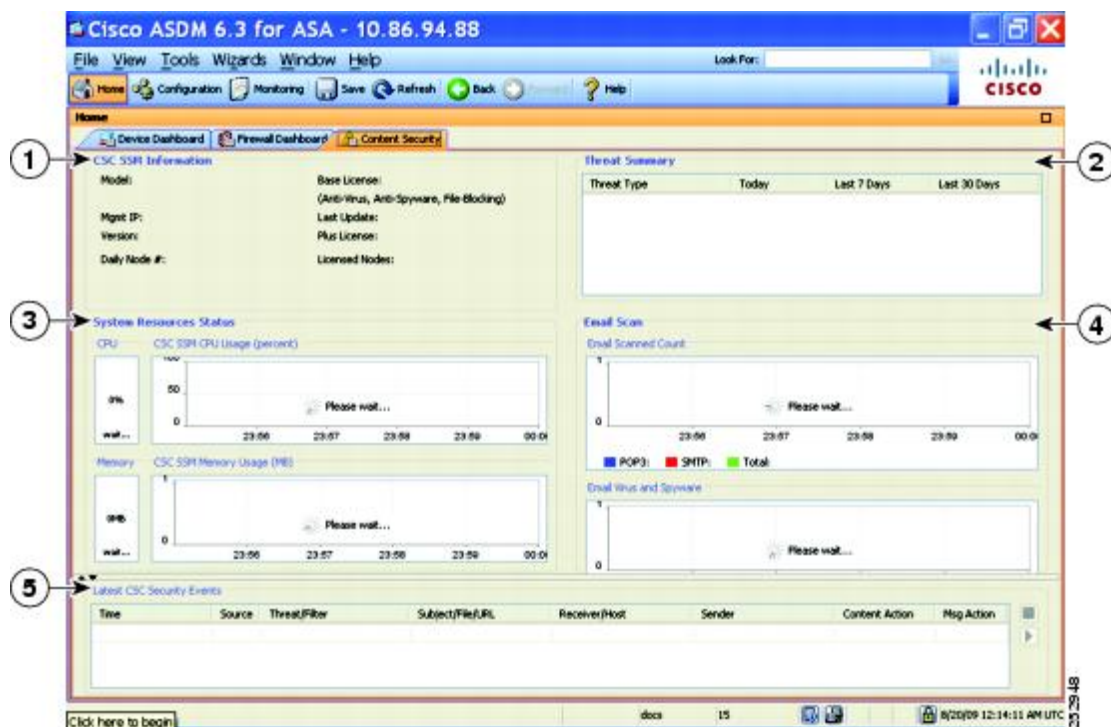 Cisco ASDM 6.3 for ASA - 10.86.94.88
File View Tools Wizards Window Help
Look For:
Home Configuration Monitoring Save Refresh Back Forward Help
CISCO
Home
Device Dashboard Firewall Dashboard Content Security
1
2
CSC SSM Information
Model:
Base License:
(Anti-Virus, Anti-Spyware, File-Blocking)
Mgmt IP:
Last Update:
Version:
Plus License:
Daily Node #:
Licensed Nodes:
Threat Summary
Threat Type Today Last 7 Days Last 30 Days
3
4
System Resources Status
CPU
CSC SSM CPU Usage (percent)
0%
wait...
100
50
0
Please wait...
23:56 23:57 23:58 23:59 00:0
Memory
CSC SSM Memory Usage (MB)
0MB
wait...
1
0
Please wait...
23:56 23:57 23:58 23:59 00:0
Email Scan
Email Scanned Count
1
0
Please wait...
23:56 23:57 23:58 23:59 00:0
POP3: SMTP: Total:
Email Virus and Spyware
1
0
Please wait...
5
Latest CSC Security Events
Time Source Threat/Filter Subject/File/URL Receiver/Host Sender Content Action Msg Action
Click here to begin
docs 15 8/20/09 12:14:11 AM UTC
252948